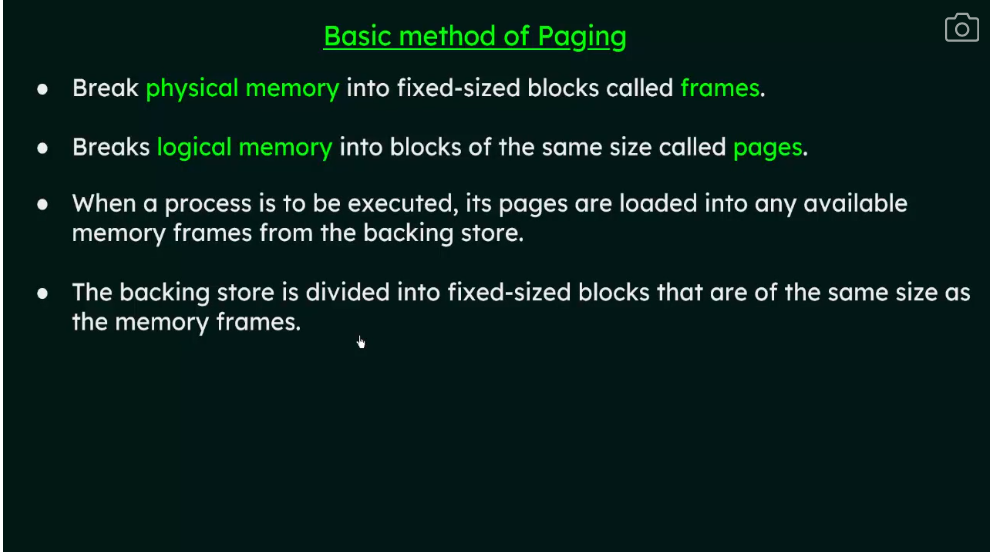 Basic method of Paging
● Break physical memory into fixed-sized blocks called frames.
● Breaks logical memory into blocks of the same size called pages.
● When a process is to be executed, its pages are loaded into any available
memory frames from the backing store.
● The backing store is divided into fixed-sized blocks that are of the same size as
the memory frames.